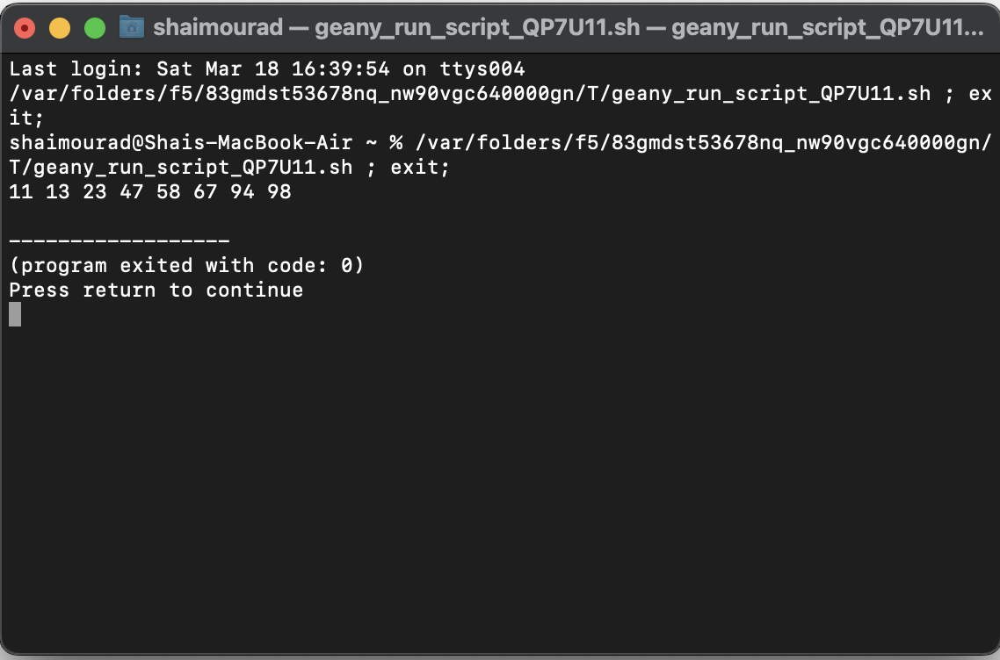 shaimourad — geany_run_script_QP7U11.sh — geany_run_script_QP7U11...
Last login: Sat Mar 18 16:39:54 on ttys004
/var/folders/f5/83gmdst53678nq_nw90vgc640000gn/T/geany_run_script_QP7U11.sh ; ex
it;
shaimourad@Shais-MacBook-Air ~ % /var/folders/f5/83gmdst53678nq_nw90vgc640000gn/
T/geany_run_script_QP7U11.sh ; exit;
11 13 23 47 58 67 94 98
------------------
(program exited with code: 0)
Press return to continue